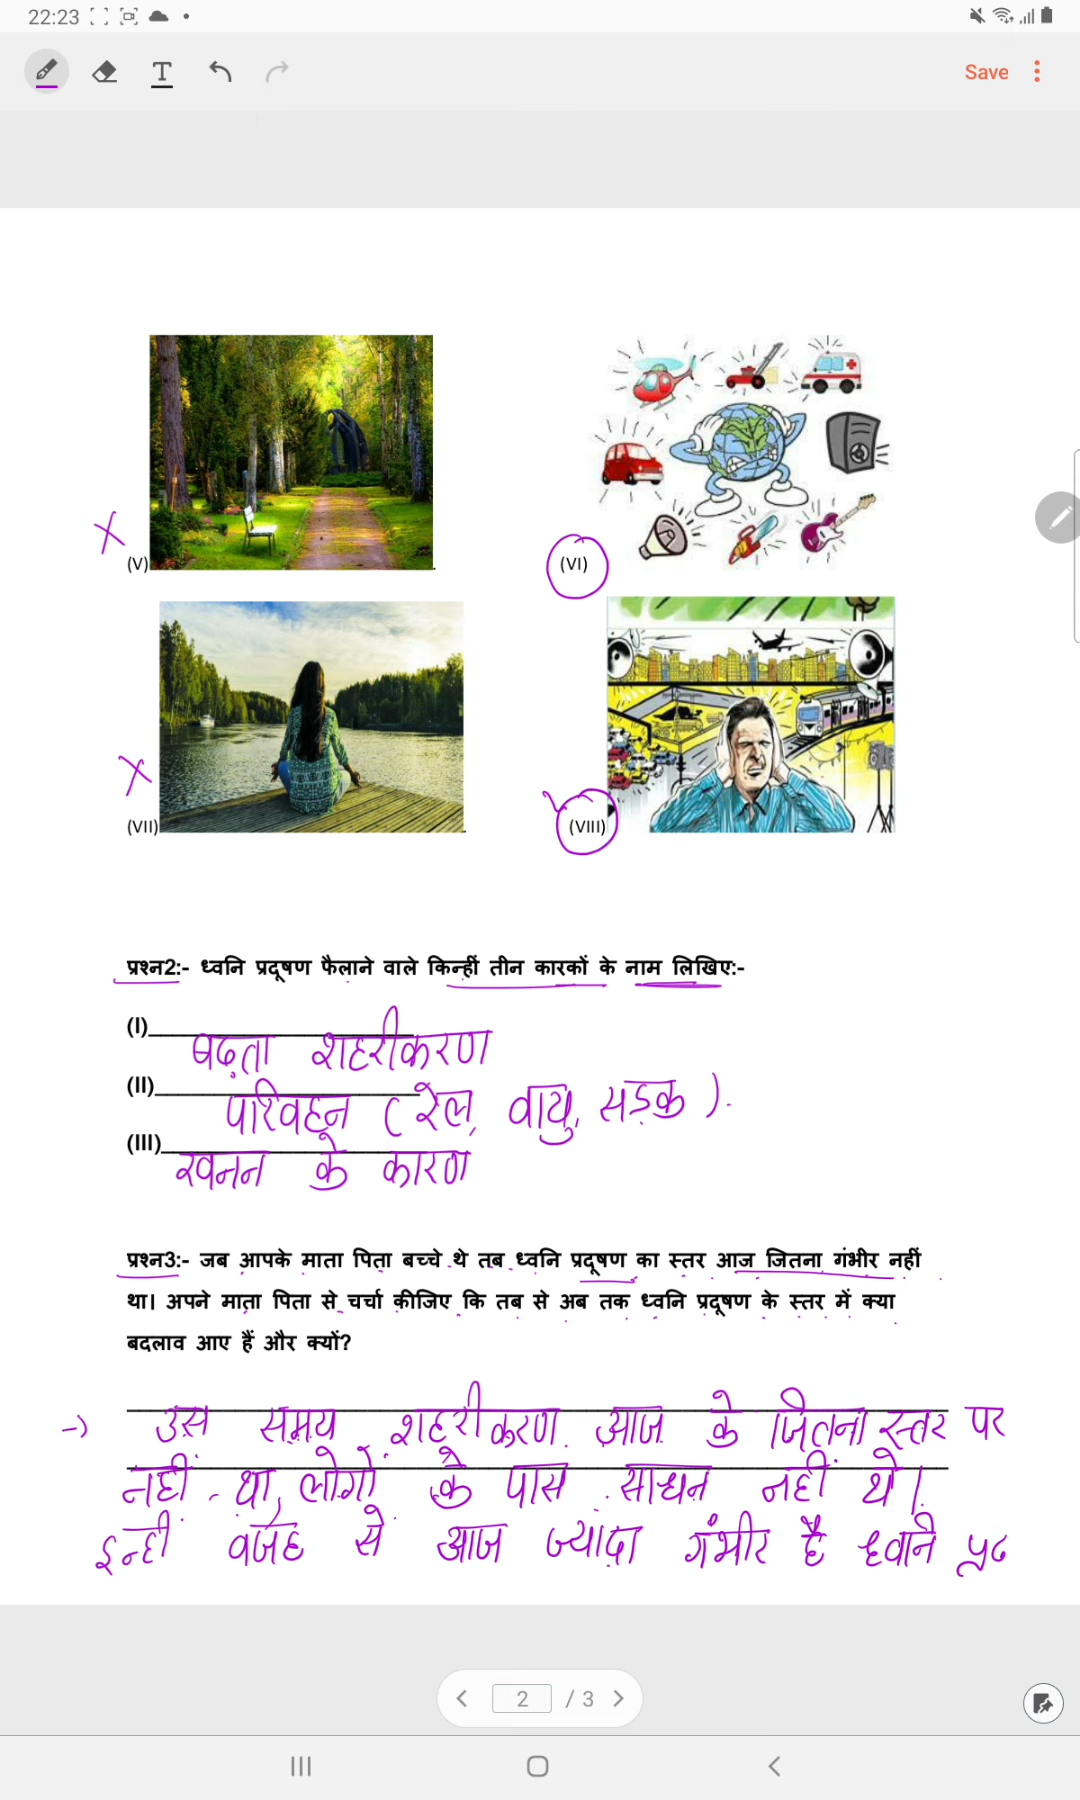 22:23
T
Save
(V)
(VI)
(VII)
(VIII)
प्रश्न2:- ध्वनि प्रदूषण फैलाने वाले किन्हीं तीन कारकों के नाम लिखिए:-
(I)
बढ़ता शहरीकरण
(II)
परिवहन (रेल, वायु, सड़क).
(III)
खनन के कारण
प्रश्न3:- जब आपके माता पिता बच्चे थे तब ध्वनि प्रदूषण का स्तर आज जितना गंभीर नहीं
था। अपने माता पिता से चर्चा कीजिए कि तब से अब तक ध्वनि प्रदूषण के स्तर में क्या
बदलाव आए हैं और क्यों?
→ उस समय शहरीकरण आज के जितना स्तर पर
नहीं था, लोगों के पास साधन नहीं थे।
इन्हीं वजह से आज ज्यादा गंभीर है ध्वनि
2 / 3